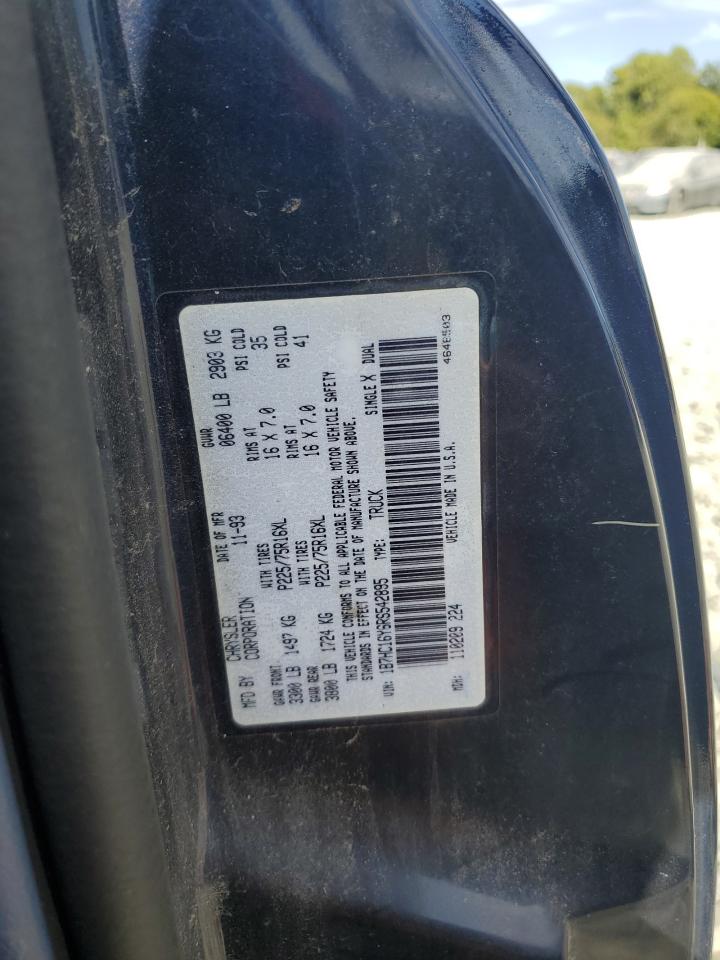 MFD BY CHRYSLER CORPORATION DATE OF MFR 11-93 GVWR 06400 LB 2903 KG
GAWR FRONT WITH TIRES RIMS AT PSI COLD
3300 LB 1497 KG P225/75R16XL 16 X 7.0 35
GAWR REAR WITH TIRES RIMS AT PSI COLD
3800 LB 1724 KG P225/75R16XL 16 X 7.0 41
THIS VEHICLE CONFORMS TO ALL APPLICABLE FEDERAL MOTOR VEHICLE SAFETY
STANDARDS IN EFFECT ON THE DATE OF MANUFACTURE SHOWN ABOVE.
VIN: 1B7HC16Y9RS542895 TYPE: TRUCK SINGLE X DUAL
MDH: 110209 224 VEHICLE MADE IN U.S.A. 4648503